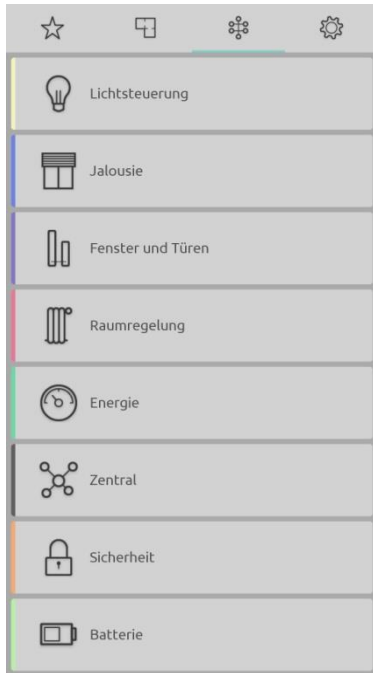 Lichtsteuerung
Jalousie
Fenster und Türen
Raumregelung
Energie
Zentral
Sicherheit
Batterie